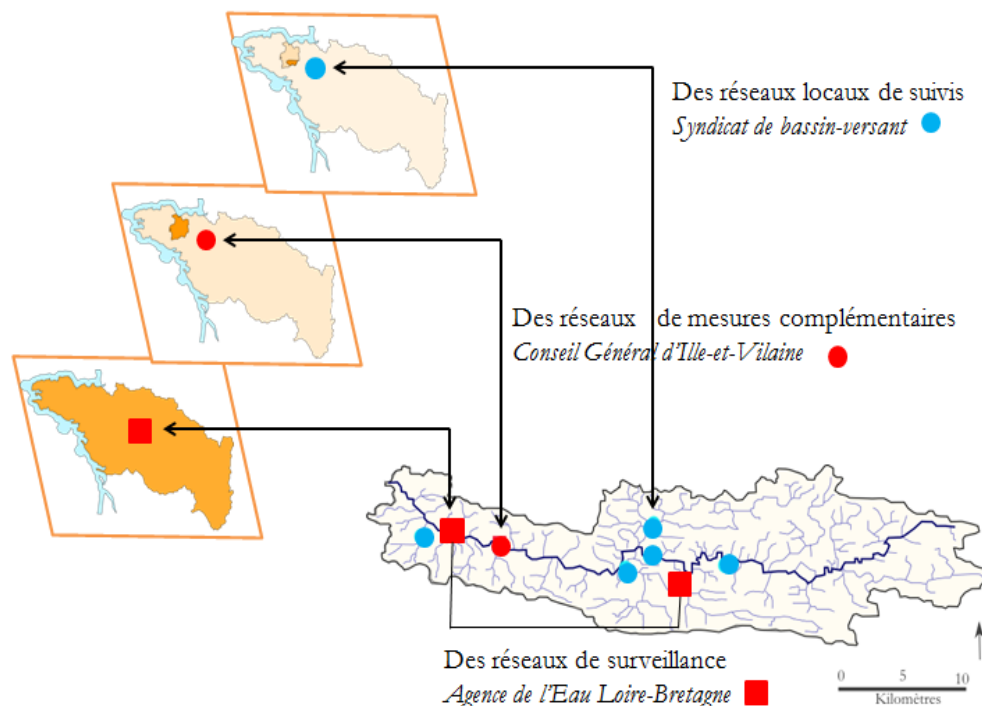 Des réseaux locaux de suivis
Syndicat de bassin-versant
Des réseaux de mesures complémentaires
Conseil Général d'Ille-et-Vilaine
Des réseaux de surveillance
Agence de l'Eau Loire-Bretagne
0 5 10
Kilomètres